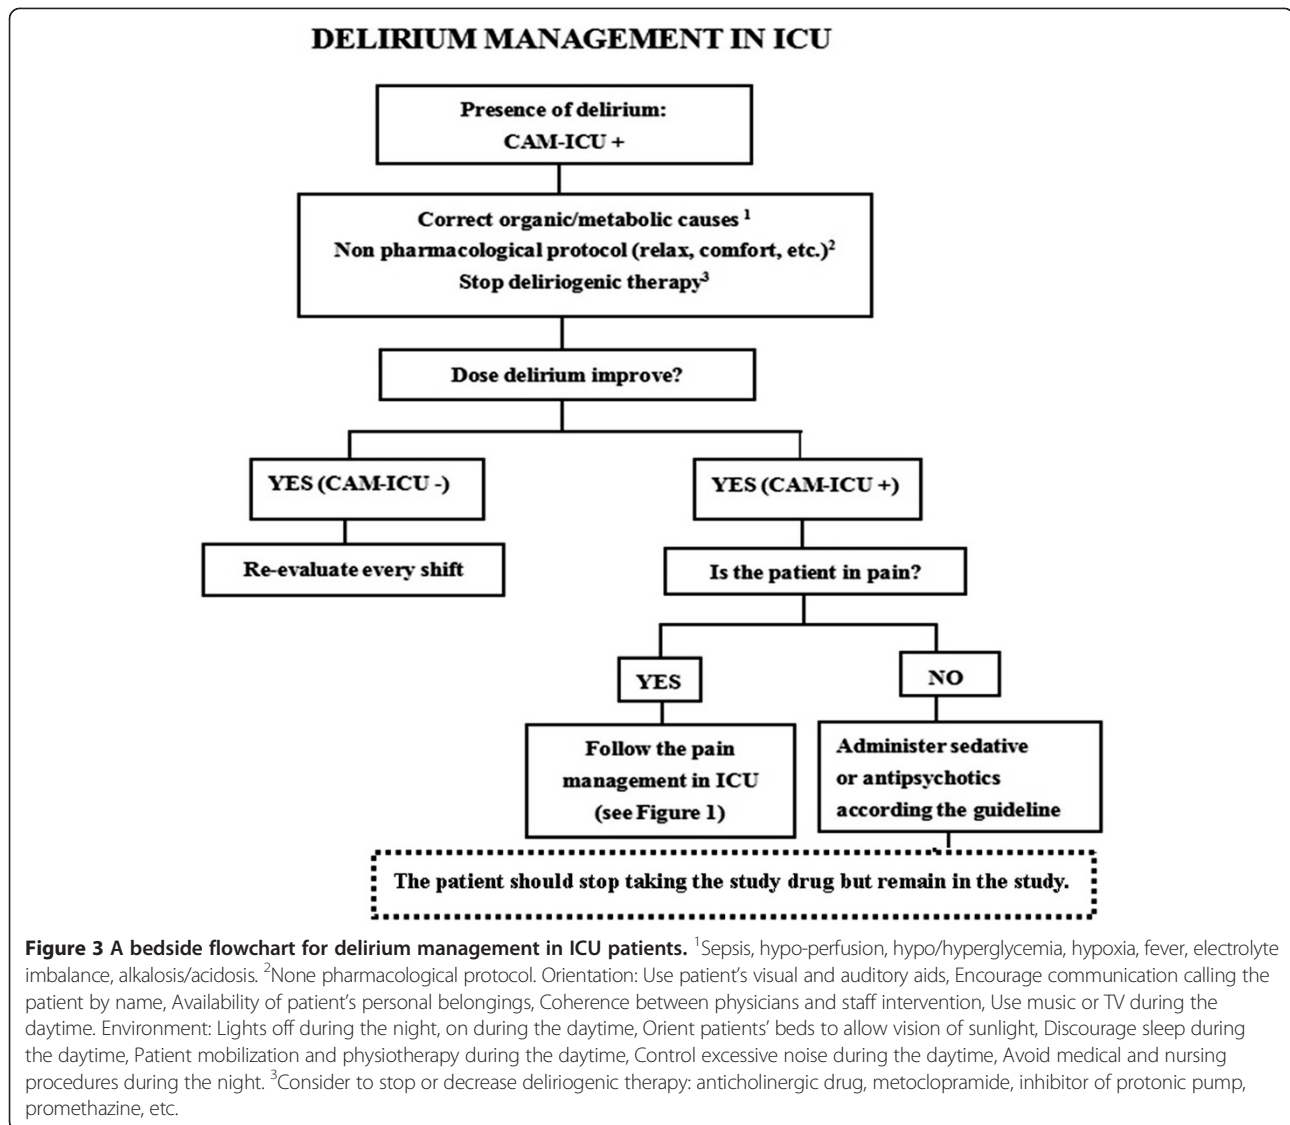 DELIRIUM MANAGEMENT IN ICU
Presence of delirium:
CAM-ICU +
Correct organic/metabolic causes ¹
Non pharmacological protocol (relax, comfort, etc.)²
Stop deliriogenic therapy³
Dose delirium improve?
YES (CAM-ICU -)
YES (CAM-ICU +)
Re-evaluate every shift
Is the patient in pain?
YES
NO
Follow the pain
management in ICU
(see Figure 1)
Administer sedative
or antipsychotics
according the guideline
The patient should stop taking the study drug but remain in the study.
Figure 3 A bedside flowchart for delirium management in ICU patients. ¹Sepsis, hypo-perfusion, hypo/hyperglycemia, hypoxia, fever, electrolyte
imbalance, alkalosis/acidosis. ²None pharmacological protocol. Orientation: Use patient's visual and auditory aids, Encourage communication calling the
patient by name, Availability of patient's personal belongings, Coherence between physicians and staff intervention, Use music or TV during the
daytime. Environment: Lights off during the night, on during the daytime, Orient patients' beds to allow vision of sunlight, Discourage sleep during
the daytime, Patient mobilization and physiotherapy during the daytime, Control excessive noise during the daytime, Avoid medical and nursing
procedures during the night. ³Consider to stop or decrease deliriogenic therapy: anticholinergic drug, metoclopramide, inhibitor of protonic pump,
promethazine, etc.